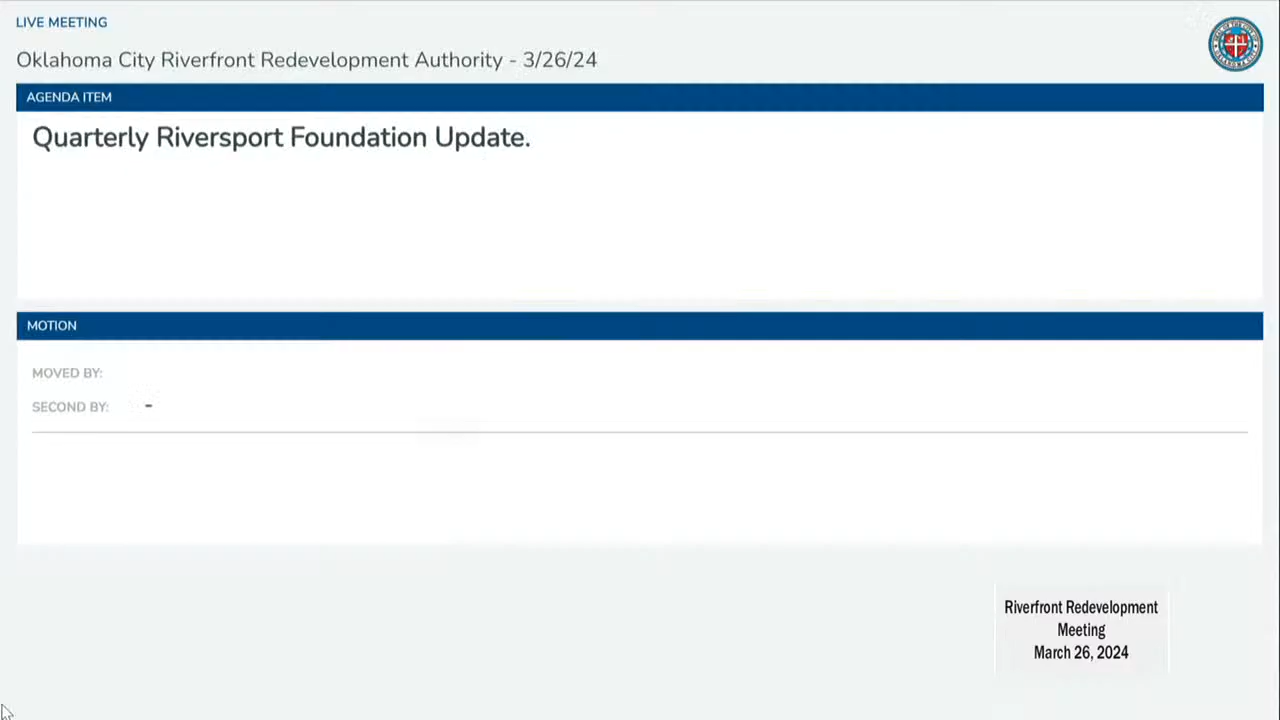 LIVE MEETING
Oklahoma City Riverfront Redevelopment Authority - 3/26/24
AGENDA ITEM
Quarterly Riversport Foundation Update.
MOTION
MOVED BY:
SECOND BY: -
Riverfront Redevelopment
Meeting
March 26, 2024